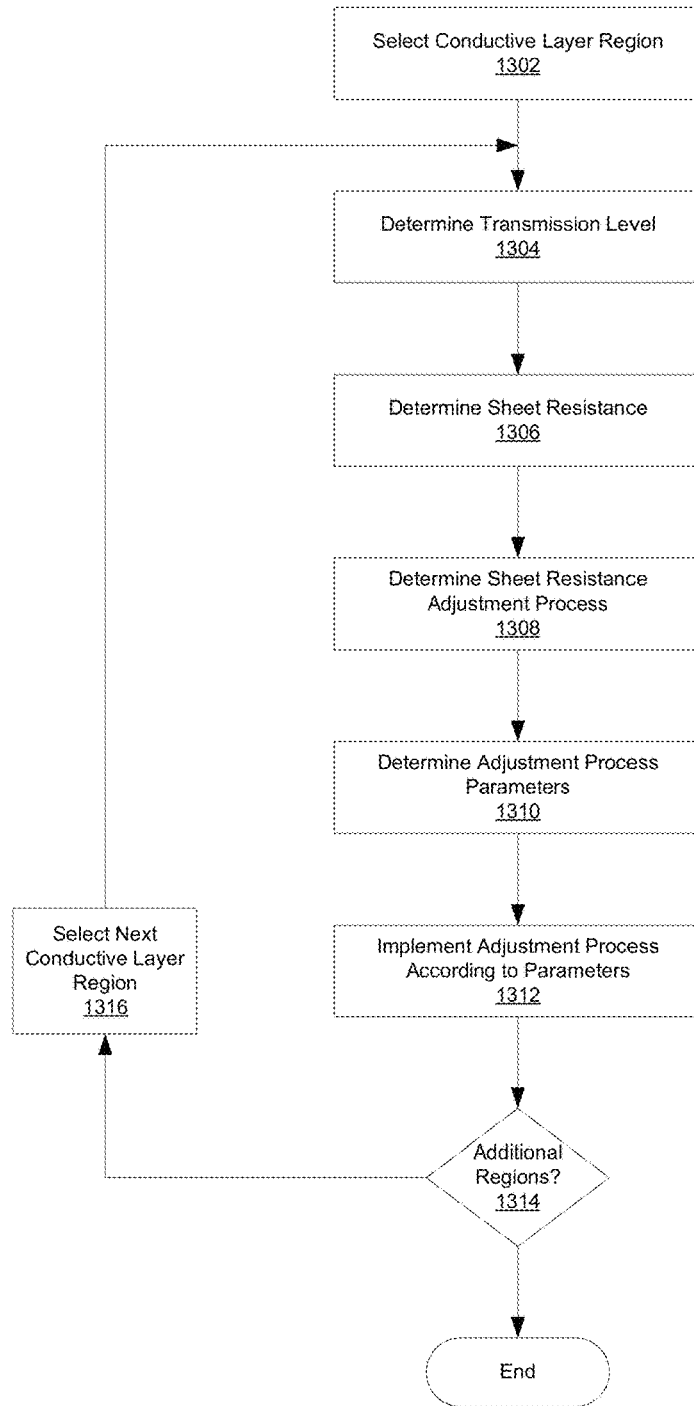 Select Conductive Layer Region
1302
Determine Transmission Level
1304
Determine Sheet Resistance
1306
Determine Sheet Resistance
Adjustment Process
1308
Determine Adjustment Process
Parameters
1310
Implement Adjustment Process
According to Parameters
1312
Select Next
Conductive Layer
Region
1316
Additional
Regions?
1314
End